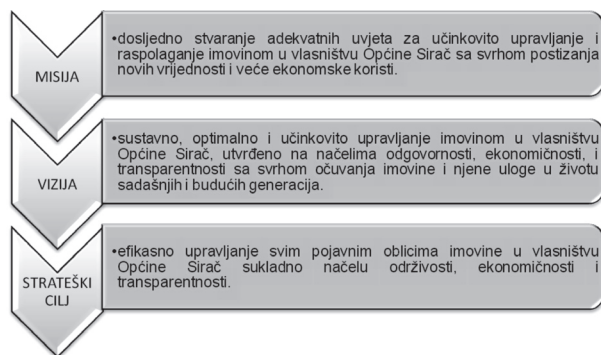 MISIJA
•dosljedno stvaranje adekvatnih uvjeta za učinkovito upravljanje i
raspolaganje imovinom u vlasništvu Općine Sirač sa svrhom postizanja
novih vrijednosti i veće ekonomske koristi.
VIZIJA
•sustavno, optimalno i učinkovito upravljanje imovinom u vlasništvu
Općine Sirač, utvrđeno na načelima odgovornosti, ekonomičnosti, i
transparentnosti sa svrhom očuvanja imovine i njene uloge u životu
sadašnjih i budućih generacija.
STRATEŠKI
CILJ
•efikasno upravljanje svim pojavnim oblicima imovine u vlasništvu
Općine Sirač sukladno načelu održivosti, ekonomičnosti i
transparentnosti.